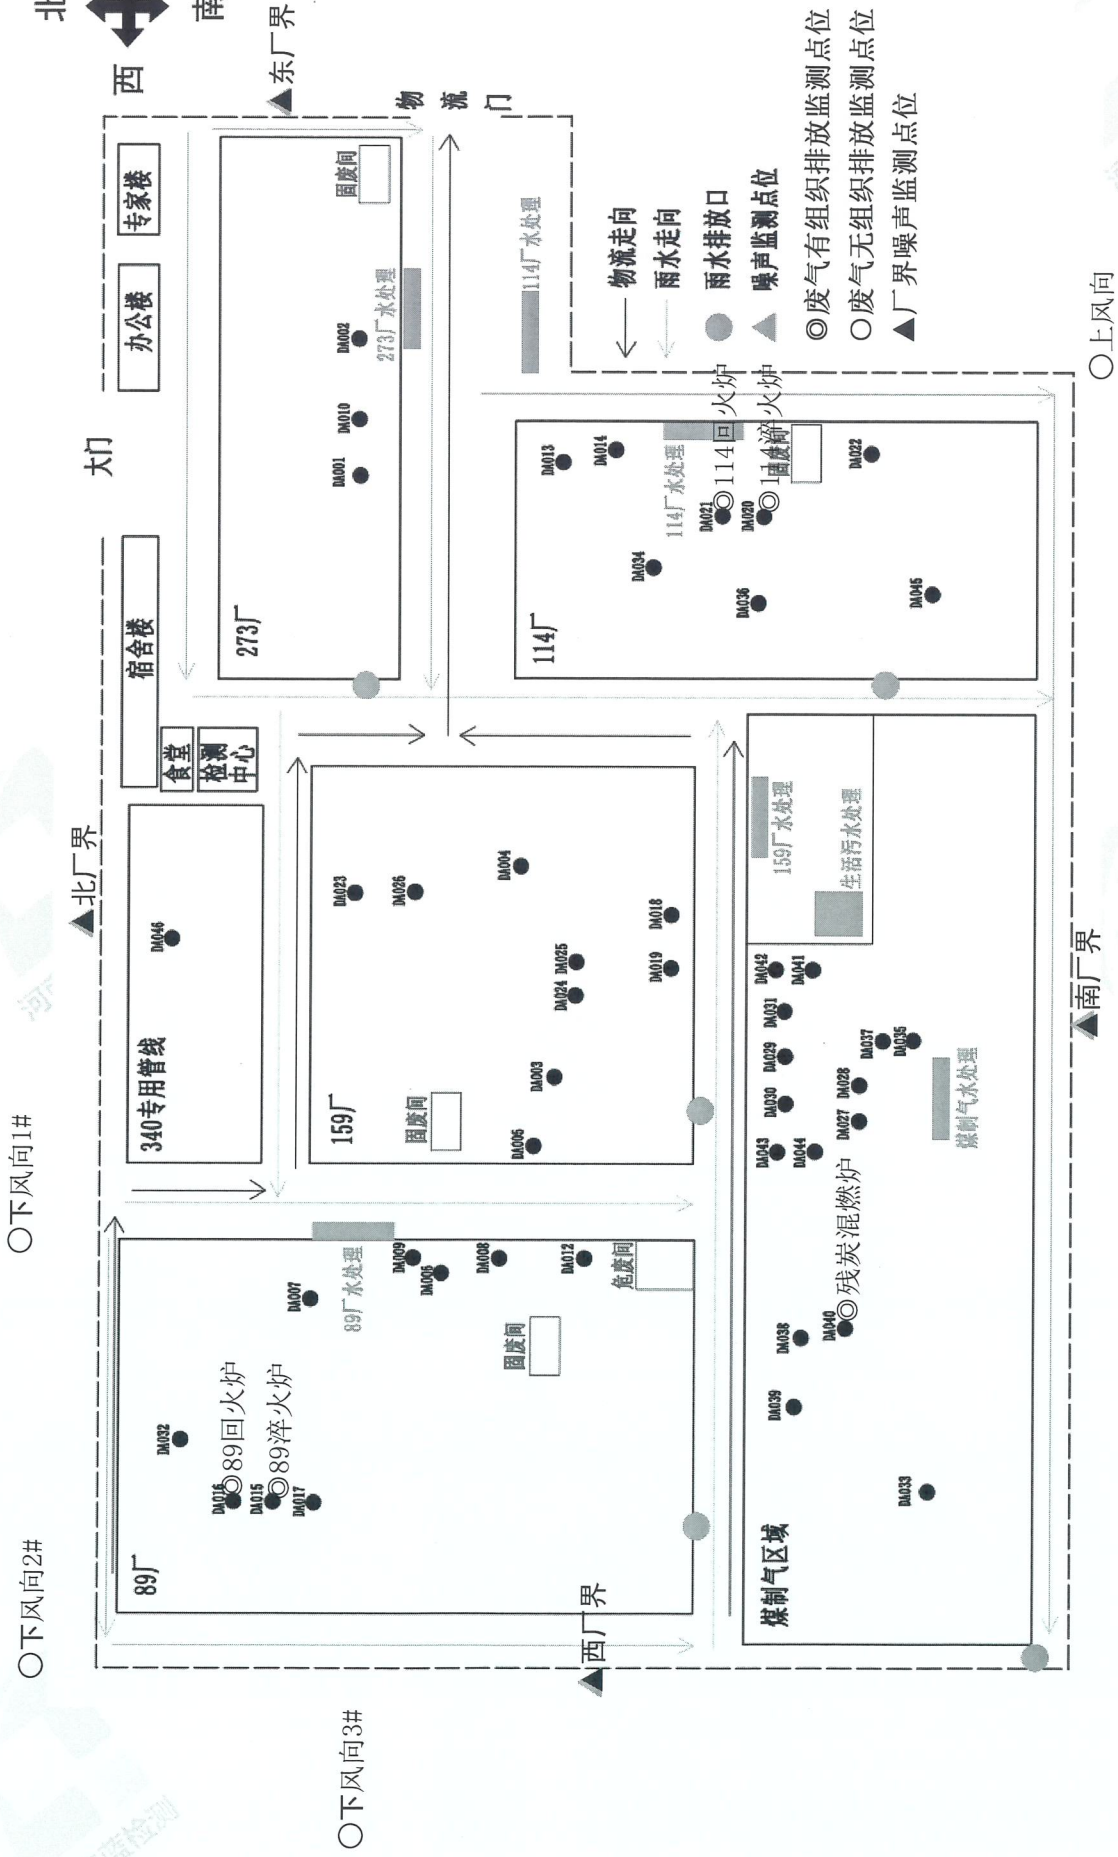 北
南
西
▲东厂界
物流门
专家楼
办公楼
大门
宿舍楼
食堂
检测中心
▲北厂界
○下风向1#
○下风向2#
○下风向3#
273厂
固废间
DA002
DA010
DA001
273厂水处理
114厂水处理
物流走向
雨水走向
雨水排放口
噪声监测点位
◎废气有组织排放监测点位
○废气无组织排放监测点位
▲厂界噪声监测点位
○上风向
114厂
DA013
DA014
114厂水处理
DA021
◎114回火炉
DA020
◎114淬火炉
固废间
DA022
DA034
DA036
DA045
340专用管线
DA046
159厂
固废间
DA023
DA026
DA004
DA025
DA024
DA018
DA019
DA003
DA005
89厂
DA032
DA016
◎89回火炉
DA015
◎89淬火炉
DA017
DA007
89厂水处理
DA009
DA006
DA008
DA012
危废间
固废间
▲西厂界
煤制气区域
159厂水处理
生活污水处理
DA042
DA041
DA031
DA029
DA030
DA043
DA044
DA037
DA035
DA028
DA027
煤制气水处理
◎残炭混燃炉
DA040
DA038
DA039
DA033
▲南厂界